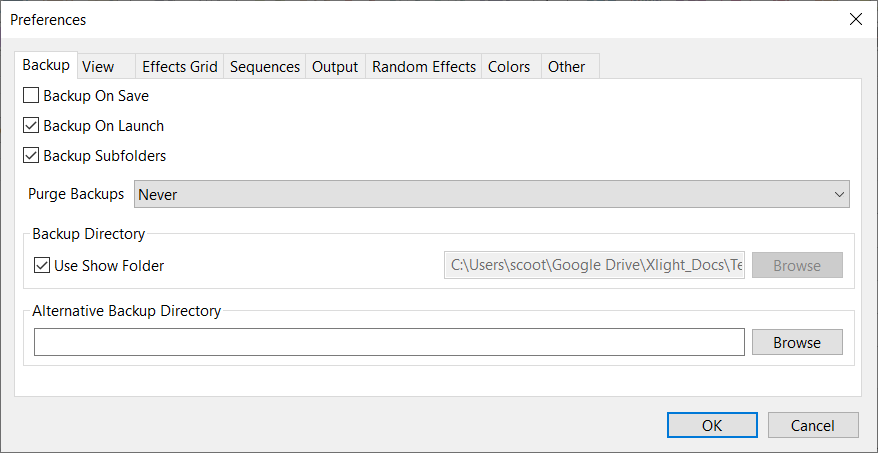 Preferences
Backup View Effects Grid Sequences Output Random Effects Colors Other
Backup On Save
Backup On Launch
Backup Subfolders
Purge Backups Never
Backup Directory
Use Show Folder C:\Users\scoot\Google Drive\Xlight_Docs\Te Browse
Alternative Backup Directory
Browse
OK Cancel